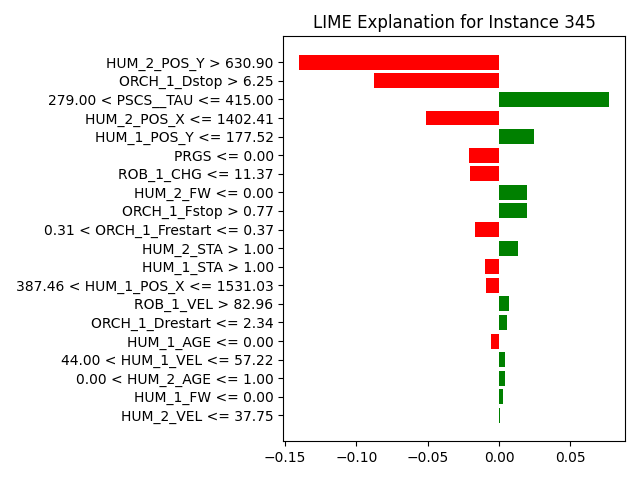 LIME Explanation for Instance 345
HUM_2_POS_Y > 630.90
ORCH_1_Dstop > 6.25
279.00 < PSCS__TAU <= 415.00
HUM_2_POS_X <= 1402.41
HUM_1_POS_Y <= 177.52
PRGS <= 0.00
ROB_1_CHG <= 11.37
HUM_2_FW <= 0.00
ORCH_1_Fstop > 0.77
0.31 < ORCH_1_Frestart <= 0.37
HUM_2_STA > 1.00
HUM_1_STA > 1.00
387.46 < HUM_1_POS_X <= 1531.03
ROB_1_VEL > 82.96
ORCH_1_Drestart <= 2.34
HUM_1_AGE <= 0.00
44.00 < HUM_1_VEL <= 57.22
0.00 < HUM_2_AGE <= 1.00
HUM_1_FW <= 0.00
HUM_2_VEL <= 37.75
−0.15 −0.10 −0.05 0.00 0.05